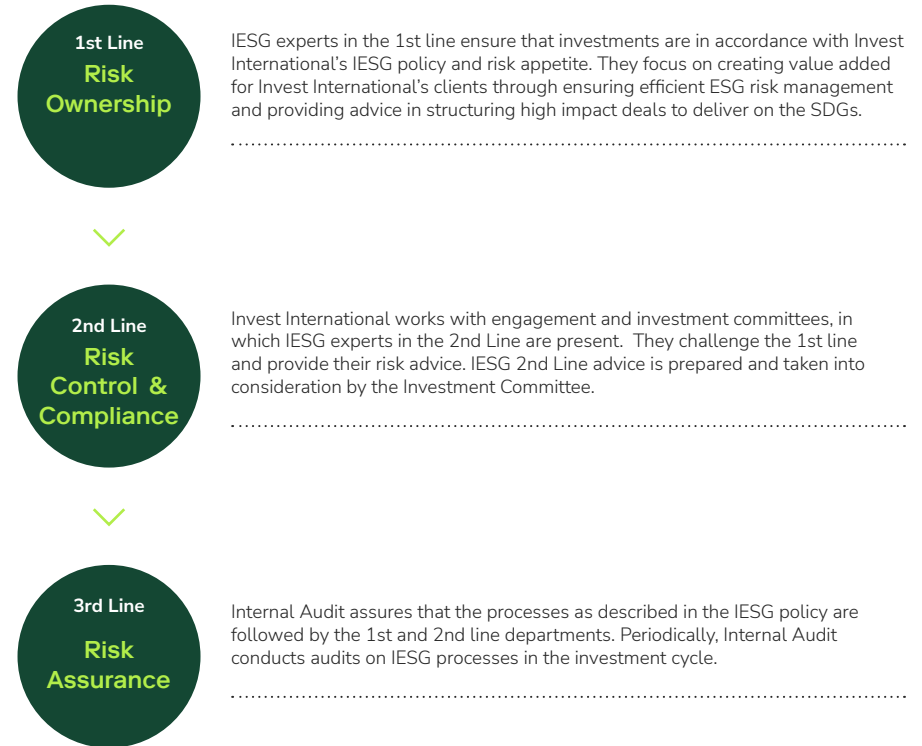 1st Line
Risk
Ownership
IESG experts in the 1st line ensure that investments are in accordance with Invest
International’s IESG policy and risk appetite. They focus on creating value added
for Invest International’s clients through ensuring efficient ESG risk management
and providing advice in structuring high impact deals to deliver on the SDGs.
2nd Line
Risk
Control &
Compliance
Invest International works with engagement and investment committees, in
which IESG experts in the 2nd Line are present. They challenge the 1st line
and provide their risk advice. IESG 2nd Line advice is prepared and taken into
consideration by the Investment Committee.
3rd Line
Risk
Assurance
Internal Audit assures that the processes as described in the IESG policy are
followed by the 1st and 2nd line departments. Periodically, Internal Audit
conducts audits on IESG processes in the investment cycle.